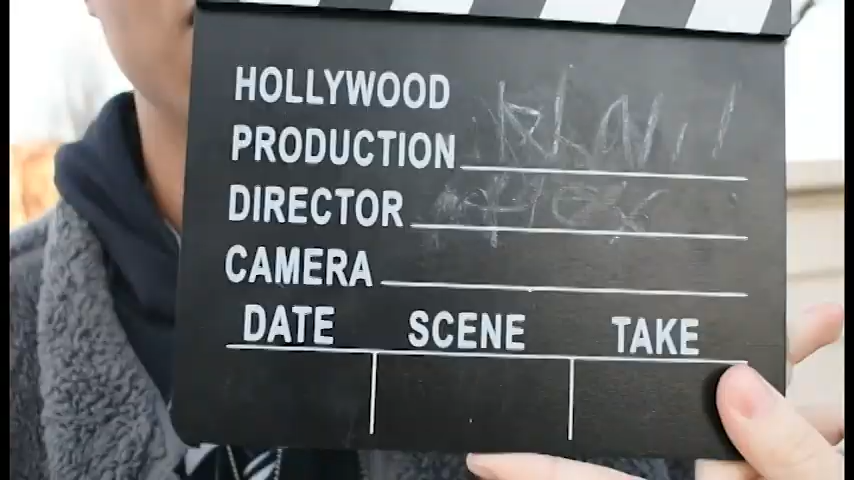 HOLLYWOOD
PRODUCTION
DIRECTOR
CAMERA
DATE SCENE TAKE